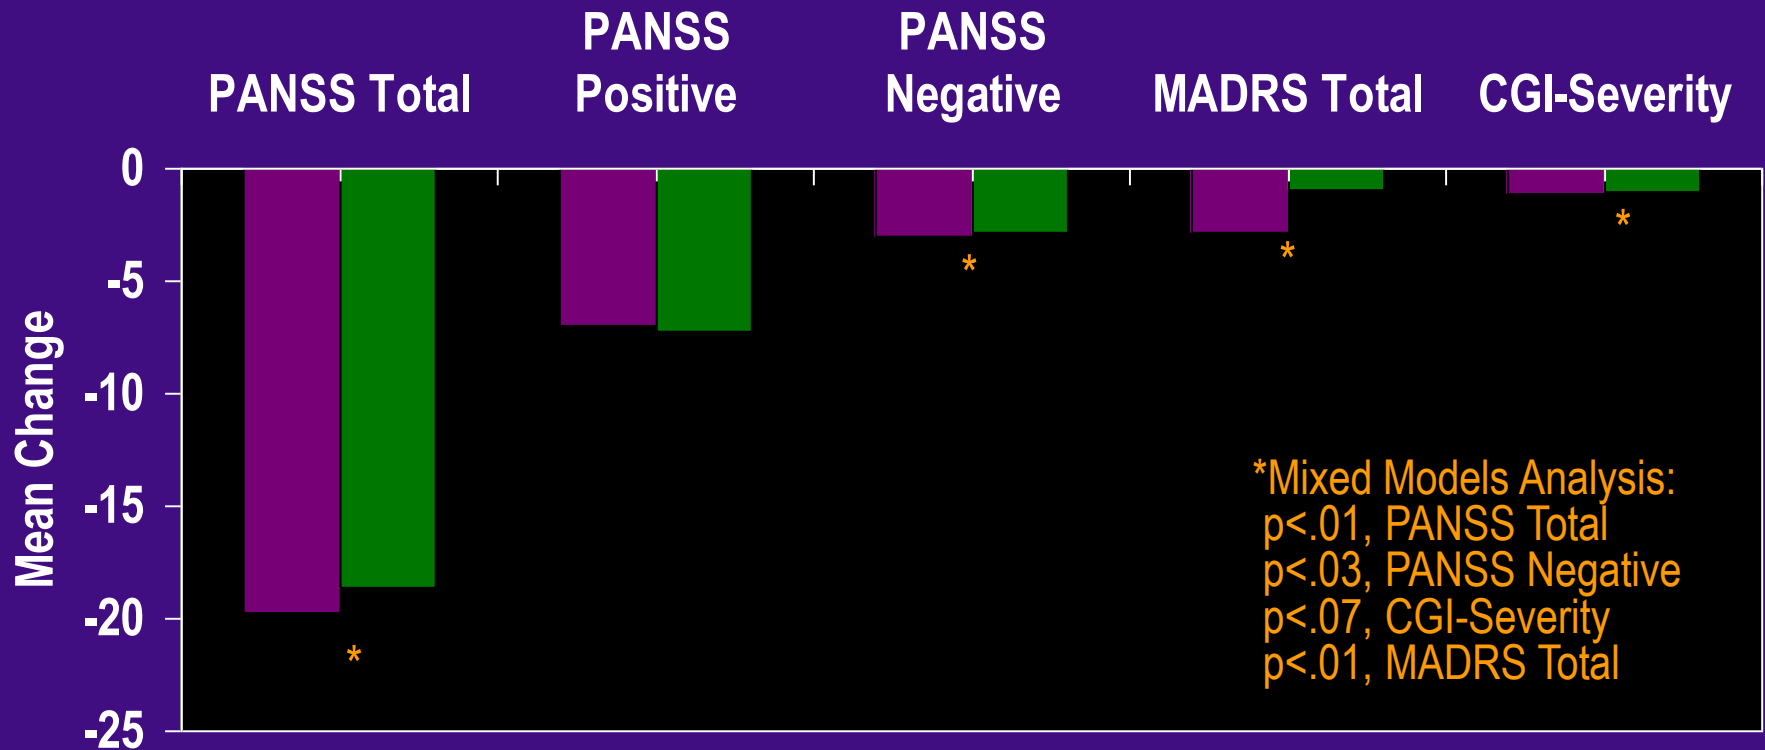 PANSS Total
PANSS
Positive
PANSS
Negative
MADRS Total
CGI-Severity
Mean Change
0
-5
-10
-15
-20
-25
*
*
*
*
*Mixed Models Analysis:
p<.01, PANSS Total
p<.03, PANSS Negative
p<.07, CGI-Severity
p<.01, MADRS Total